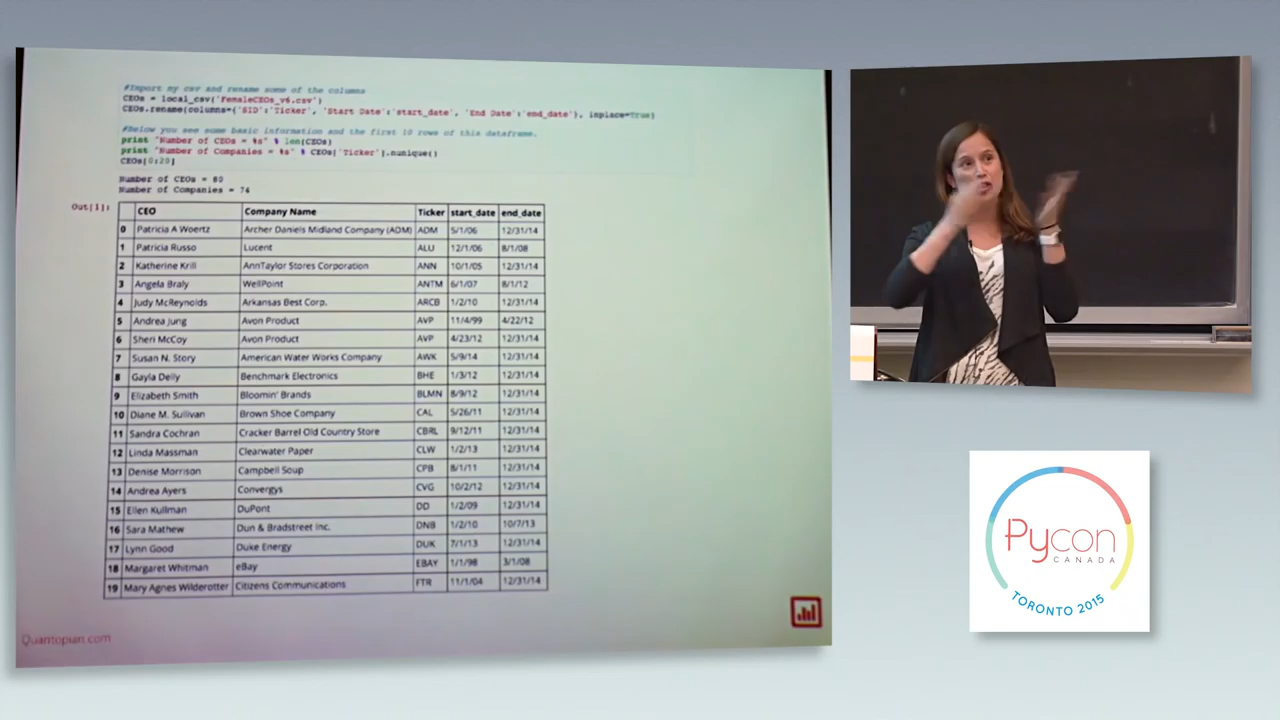 #Import my csv and rename some of the columns
CEOs = local_csv('FemaleCEOs_v6.csv')
CEOs.rename(columns={'SID':'Ticker', 'Start Date':'start_date', 'End Date':'end_date'}, inplace=True)
#Below you see some basic information and the first 10 rows of this dataframe.
print "Number of CEOs = %s" % len(CEOs)
print "Number of Companies = %s" % CEOs['Ticker'].nunique()
CEOs[0:20]
Number of CEOs = 80
Number of Companies = 74
Out[1]:
CEO Company Name Ticker start_date end_date
0 Patricia A Woertz Archer Daniels Midland Company (ADM) ADM 5/1/06 12/31/14
1 Patricia Russo Lucent ALU 12/1/06 8/1/08
2 Katherine Krill AnnTaylor Stores Corporation ANN 10/1/05 12/31/14
3 Angela Braly WellPoint ANTM 6/1/07 8/1/12
4 Judy McReynolds Arkansas Best Corp. ARCB 1/2/10 12/31/14
5 Andrea Jung Avon Product AVP 11/4/99 4/22/12
6 Sheri McCoy Avon Product AVP 4/23/12 12/31/14
7 Susan N. Story American Water Works Company AWK 5/9/14 12/31/14
8 Gayla Delly Benchmark Electronics BHE 1/3/12 12/31/14
9 Elizabeth Smith Bloomin' Brands BLMN 8/9/12 12/31/14
10 Diane M. Sullivan Brown Shoe Company CAL 5/26/11 12/31/14
11 Sandra Cochran Cracker Barrel Old Country Store CBRL 9/12/11 12/31/14
12 Linda Massman Clearwater Paper CLW 1/2/13 12/31/14
13 Denise Morrison Campbell Soup CPB 8/1/11 12/31/14
14 Andrea Ayers Convergys CVG 10/2/12 12/31/14
15 Ellen Kullman DuPont DD 1/2/09 12/31/14
16 Sara Mathew Dun & Bradstreet Inc. DNB 1/2/10 10/7/13
17 Lynn Good Duke Energy DUK 7/1/13 12/31/14
18 Margaret Whitman eBay EBAY 1/1/98 3/1/08
19 Mary Agnes Wilderotter Citizens Communications FTR 11/1/04 12/31/14
Quantopian.com
Pycon
CANADA
TORONTO 2015